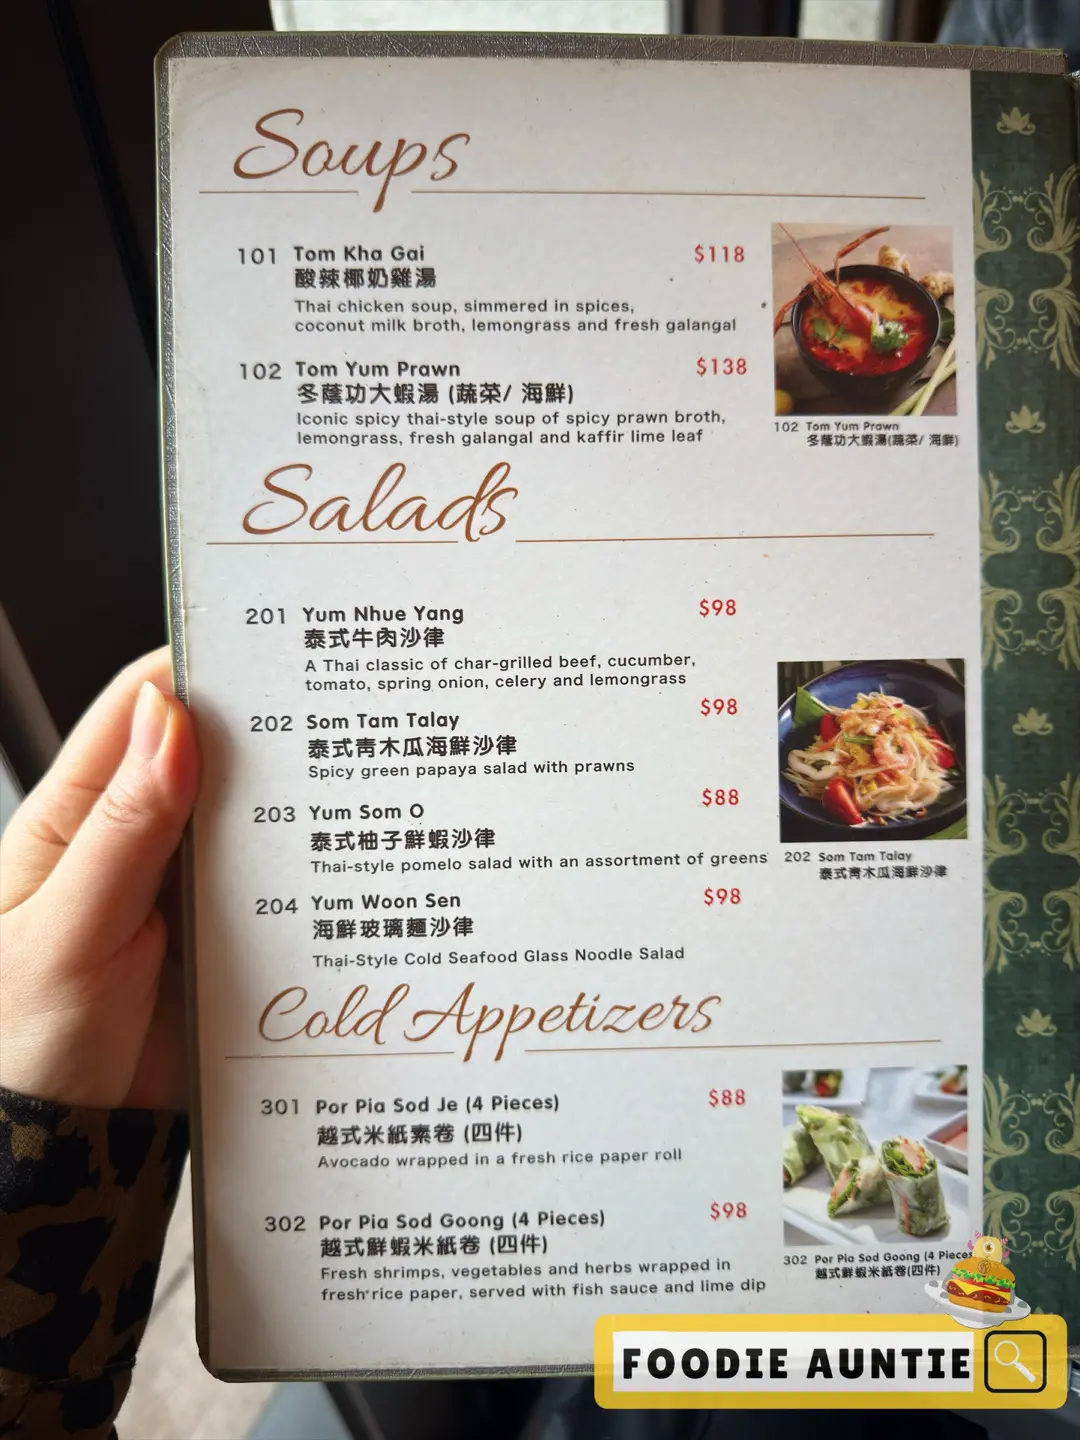 Soups
101 Tom Kha Gai $118
酸辣椰奶雞湯
Thai chicken soup, simmered in spices,
coconut milk broth, lemongrass and fresh galangal
102 Tom Yum Prawn $138
冬蔭功大蝦湯 (蔬菜/ 海鮮)
Iconic spicy thai-style soup of spicy prawn broth,
lemongrass, fresh galangal and kaffir lime leaf
102 Tom Yum Prawn
冬蔭功大蝦湯(蔬菜/ 海鮮)
Salads
201 Yum Nhue Yang $98
泰式牛肉沙律
A Thai classic of char-grilled beef, cucumber,
tomato, spring onion, celery and lemongrass
202 Som Tam Talay $98
泰式青木瓜海鮮沙律
Spicy green papaya salad with prawns
203 Yum Som O $88
泰式柚子鮮蝦沙律
Thai-style pomelo salad with an assortment of greens
202 Som Tam Talay
泰式青木瓜海鮮沙律
204 Yum Woon Sen $98
海鮮玻璃麵沙律
Thai-Style Cold Seafood Glass Noodle Salad
Cold Appetizers
301 Por Pia Sod Je (4 Pieces) $88
越式米紙素卷 (四件)
Avocado wrapped in a fresh rice paper roll
302 Por Pia Sod Goong (4 Pieces) $98
越式鮮蝦米紙卷 (四件)
Fresh shrimps, vegetables and herbs wrapped in
fresh rice paper, served with fish sauce and lime dip
302 Por Pia Sod Goong (4 Pieces
越式鮮蝦米紙卷(四件)
FOODIE AUNTIE